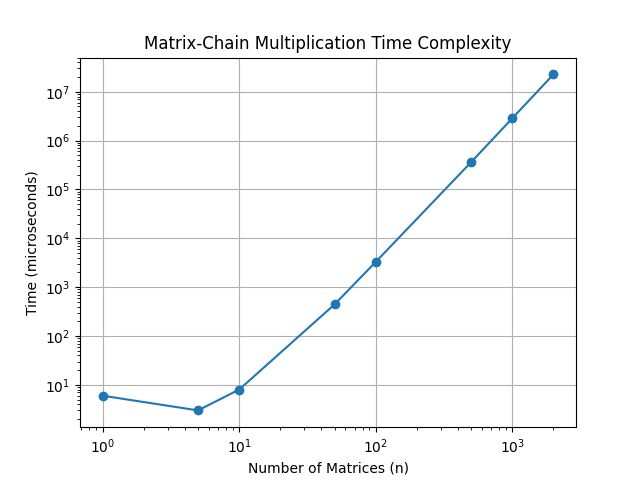 Matrix-Chain Multiplication Time Complexity
Time (microseconds)
10⁷
10⁶
10⁵
10⁴
10³
10²
10¹
10⁰ 10¹ 10² 10³
Number of Matrices (n)